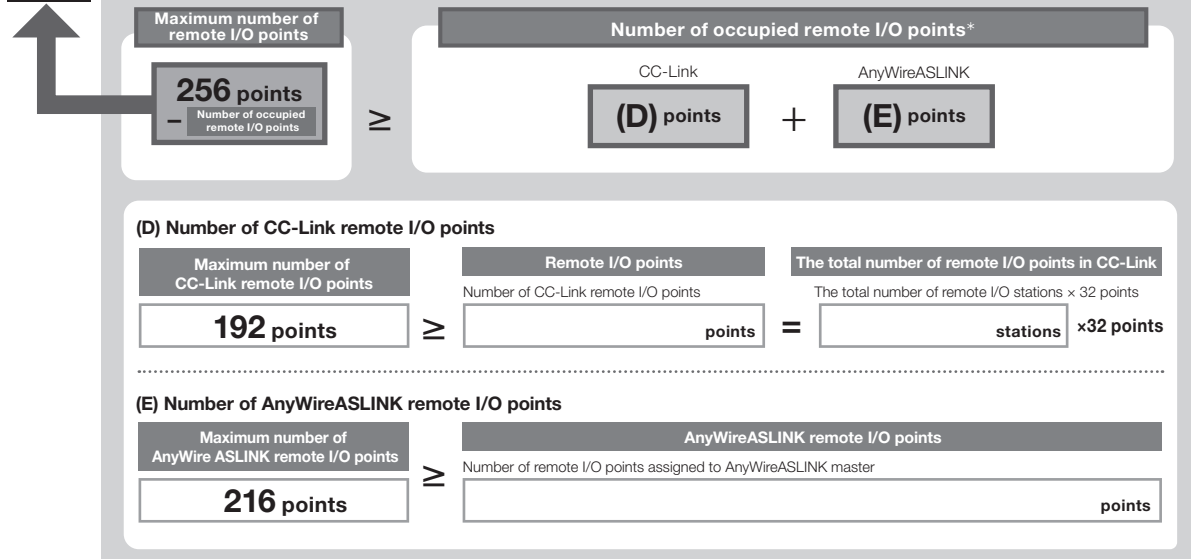 Maximum number of
remote I/O points
Number of occupied remote I/O points*
256 points
− Number of occupied
remote I/O points
≥
CC-Link
(D) points
+
AnyWireASLINK
(E) points
(D) Number of CC-Link remote I/O points
Maximum number of
CC-Link remote I/O points
192 points
≥
Remote I/O points
Number of CC-Link remote I/O points
points
=
The total number of remote I/O points in CC-Link
The total number of remote I/O stations × 32 points
stations ×32 points
(E) Number of AnyWireASLINK remote I/O points
Maximum number of
AnyWire ASLINK remote I/O points
216 points
≥
AnyWireASLINK remote I/O points
Number of remote I/O points assigned to AnyWireASLINK master
points